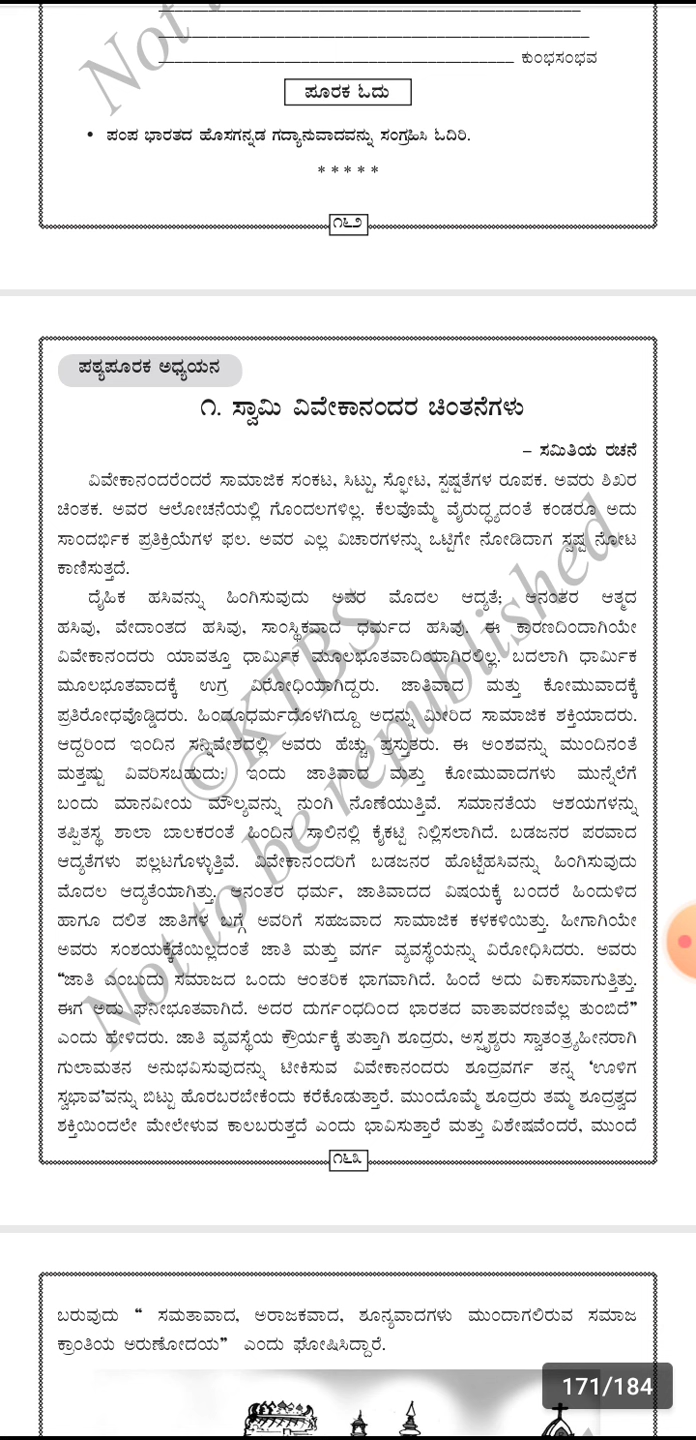 ಕುಂಭಸಂಭವ
ಪೂರಕ ಓದು
• ಪಂಪ ಭಾರತದ ಹೊಸಗನ್ನಡ ಗದ್ಯಾನುವಾದವನ್ನು ಸಂಗ್ರಹಿಸಿ ಓದಿರಿ.
* * * * *
೧೬೨
ಪಠ್ಯಪೂರಕ ಅಧ್ಯಯನ
೧. ಸ್ವಾಮಿ ವಿವೇಕಾನಂದರ ಚಿಂತನೆಗಳು
– ಸಮಿತಿಯ ರಚನೆ
ವಿವೇಕಾನಂದರೆಂದರೆ ಸಾಮಾಜಿಕ ಸಂಕಟ, ಸಿಟ್ಟು, ಸ್ಫೋಟ, ಸ್ಪಷ್ಟತೆಗಳ ರೂಪಕ. ಅವರು ಶಿಖರ
ಚಿಂತಕ. ಅವರ ಆಲೋಚನೆಯಲ್ಲಿ ಗೊಂದಲಗಳಿಲ್ಲ. ಕೆಲವೊಮ್ಮೆ ವೈರುದ್ಧ್ಯದಂತೆ ಕಂಡರೂ ಅದು
ಸಾಂದರ್ಭಿಕ ಪ್ರತಿಕ್ರಿಯೆಗಳ ಫಲ. ಅವರ ಎಲ್ಲ ವಿಚಾರಗಳನ್ನು ಒಟ್ಟಿಗೇ ನೋಡಿದಾಗ ಸ್ಪಷ್ಟ ನೋಟ
ಕಾಣಿಸುತ್ತದೆ.
ದೈಹಿಕ ಹಸಿವನ್ನು ಹಿಂಗಿಸುವುದು ಅವರ ಮೊದಲ ಆದ್ಯತೆ; ಆನಂತರ ಆತ್ಮದ
ಹಸಿವು, ವೇದಾಂತದ ಹಸಿವು, ಸಾಂಸ್ಥಿಕವಾದ ಧರ್ಮದ ಹಸಿವು. ಈ ಕಾರಣದಿಂದಾಗಿಯೇ
ವಿವೇಕಾನಂದರು ಯಾವತ್ತೂ ಧಾರ್ಮಿಕ ಮೂಲಭೂತವಾದಿಯಾಗಿರಲಿಲ್ಲ. ಬದಲಾಗಿ ಧಾರ್ಮಿಕ
ಮೂಲಭೂತವಾದಕ್ಕೆ ಉಗ್ರ ವಿರೋಧಿಯಾಗಿದ್ದರು. ಜಾತಿವಾದ ಮತ್ತು ಕೋಮುವಾದಕ್ಕೆ
ಪ್ರತಿರೋಧವೊಡ್ಡಿದರು. ಹಿಂದೂಧರ್ಮದೊಳಗಿದ್ದೂ ಅದನ್ನು ಮೀರಿದ ಸಾಮಾಜಿಕ ಶಕ್ತಿಯಾದರು.
ಆದ್ದರಿಂದ ಇಂದಿನ ಸನ್ನಿವೇಶದಲ್ಲಿ ಅವರು ಹೆಚ್ಚು ಪ್ರಸ್ತುತರು. ಈ ಅಂಶವನ್ನು ಮುಂದಿನಂತೆ
ಮತ್ತಷ್ಟು ವಿವರಿಸಬಹುದು: ಇಂದು ಜಾತಿವಾದ ಮತ್ತು ಕೋಮುವಾದಗಳು ಮುನ್ನೆಲೆಗೆ
ಬಂದು ಮಾನವೀಯ ಮೌಲ್ಯವನ್ನು ನುಂಗಿ ನೊಣೆಯುತ್ತಿವೆ. ಸಮಾನತೆಯ ಆಶಯಗಳನ್ನು
ತಪ್ಪಿತಸ್ಥ ಶಾಲಾ ಬಾಲಕರಂತೆ ಹಿಂದಿನ ಸಾಲಿನಲ್ಲಿ ಕೈಕಟ್ಟಿ ನಿಲ್ಲಿಸಲಾಗಿದೆ. ಬಡಜನರ ಪರವಾದ
ಆದ್ಯತೆಗಳು ಪಲ್ಲಟಗೊಳ್ಳುತ್ತಿವೆ. ವಿವೇಕಾನಂದರಿಗೆ ಬಡಜನರ ಹೊಟ್ಟೆಹಸಿವನ್ನು ಹಿಂಗಿಸುವುದು
ಮೊದಲ ಆದ್ಯತೆಯಾಗಿತ್ತು. ಆನಂತರ ಧರ್ಮ, ಜಾತಿವಾದದ ವಿಷಯಕ್ಕೆ ಬಂದರೆ ಹಿಂದುಳಿದ
ಹಾಗೂ ದಲಿತ ಜಾತಿಗಳ ಬಗ್ಗೆ ಅವರಿಗೆ ಸಹಜವಾದ ಸಾಮಾಜಿಕ ಕಳಕಳಿಯಿತ್ತು. ಹೀಗಾಗಿಯೇ
ಅವರು ಸಂಶಯಕ್ಕೆಡೆಯಿಲ್ಲದಂತೆ ಜಾತಿ ಮತ್ತು ವರ್ಗ ವ್ಯವಸ್ಥೆಯನ್ನು ವಿರೋಧಿಸಿದರು. ಅವರು
“ಜಾತಿ ಎಂಬುದು ಸಮಾಜದ ಒಂದು ಆಂತರಿಕ ಭಾಗವಾಗಿದೆ. ಹಿಂದೆ ಅದು ವಿಕಾಸವಾಗುತ್ತಿತ್ತು.
ಈಗ ಅದು ಘನೀಭೂತವಾಗಿದೆ. ಅದರ ದುರ್ಗಂಧದಿಂದ ಭಾರತದ ವಾತಾವರಣವೆಲ್ಲ ತುಂಬಿದೆ”
ಎಂದು ಹೇಳಿದರು. ಜಾತಿ ವ್ಯವಸ್ಥೆಯ ಕ್ರೌರ್ಯಕ್ಕೆ ತುತ್ತಾಗಿ ಶೂದ್ರರು, ಅಸ್ಪೃಶ್ಯರು ಸ್ವಾತಂತ್ರ್ಯಹೀನರಾಗಿ
ಗುಲಾಮತನ ಅನುಭವಿಸುವುದನ್ನು ಟೀಕಿಸುವ ವಿವೇಕಾನಂದರು ಶೂದ್ರವರ್ಗ ತನ್ನ ‘ಊಳಿಗ
ಸ್ವಭಾವ’ವನ್ನು ಬಿಟ್ಟು ಹೊರಬರಬೇಕೆಂದು ಕರೆಕೊಡುತ್ತಾರೆ. ಮುಂದೊಮ್ಮೆ ಶೂದ್ರರು ತಮ್ಮ ಶೂದ್ರತ್ವದ
ಶಕ್ತಿಯಿಂದಲೇ ಮೇಲೇಳುವ ಕಾಲಬರುತ್ತದೆ ಎಂದು ಭಾವಿಸುತ್ತಾರೆ ಮತ್ತು ವಿಶೇಷವೆಂದರೆ, ಮುಂದೆ
೧೬೩
ಬರುವುದು “ ಸಮತಾವಾದ, ಅರಾಜಕವಾದ, ಶೂನ್ಯವಾದಗಳು ಮುಂದಾಗಲಿರುವ ಸಮಾಜ
ಕ್ರಾಂತಿಯ ಅರುಣೋದಯ” ಎಂದು ಘೋಷಿಸಿದ್ದಾರೆ.
171/184
©KTBS
Not to be republished